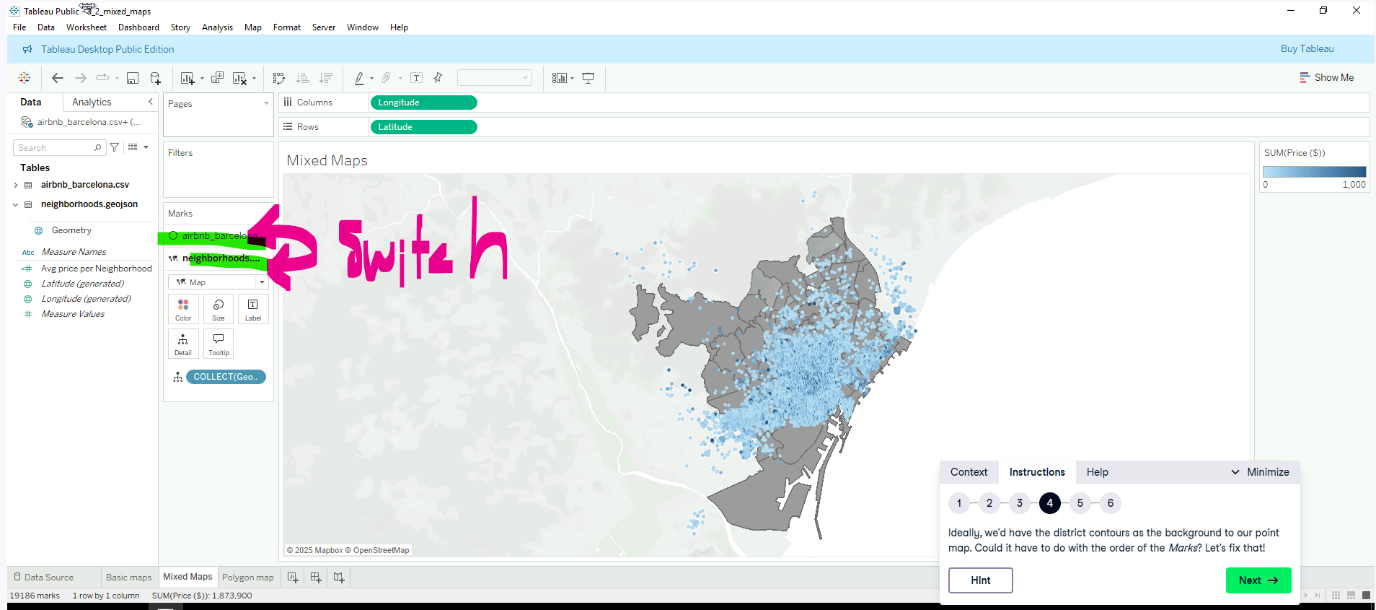 Tableau Public - 3_2_mixed_maps
File Data Worksheet Dashboard Story Analysis Map Format Server Window Help
Tableau Desktop Public Edition
Buy Tableau
Show Me
Data Analytics
airbnb_barcelona.csv+ (...
Search
Tables
airbnb_barcelona.csv
neighborhoods.geojson
Geometry
Abc Measure Names
Avg price per Neighborhood
Latitude (generated)
Longitude (generated)
Measure Values
Pages
Filters
Marks
airbnb_barcelona
neighborhoods....
Map
Color Size Label
Detail Tooltip
COLLECT(Geo..
Columns Longitude
Rows Latitude
Mixed Maps
Switch
© 2025 Mapbox © OpenStreetMap
SUM(Price ($))
0 1,000
Context Instructions Help Minimize
1 2 3 4 5 6
Ideally, we'd have the district contours as the background to our point
map. Could it have to do with the order of the Marks? Let's fix that!
Hint Next →
Data Source Basic maps Mixed Maps Polygon map
19186 marks 1 row by 1 column SUM(Price ($)): 1,873,900